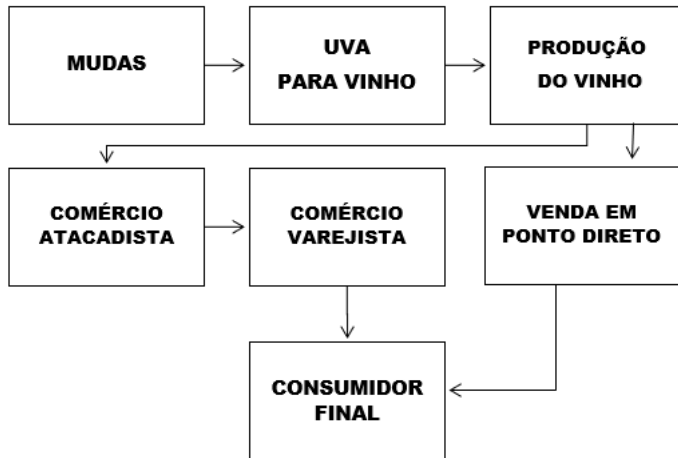 MUDAS
UVA
PARA VINHO
PRODUÇÃO
DO VINHO
COMÉRCIO
ATACADISTA
COMÉRCIO
VAREJISTA
VENDA EM
PONTO DIRETO
CONSUMIDOR
FINAL